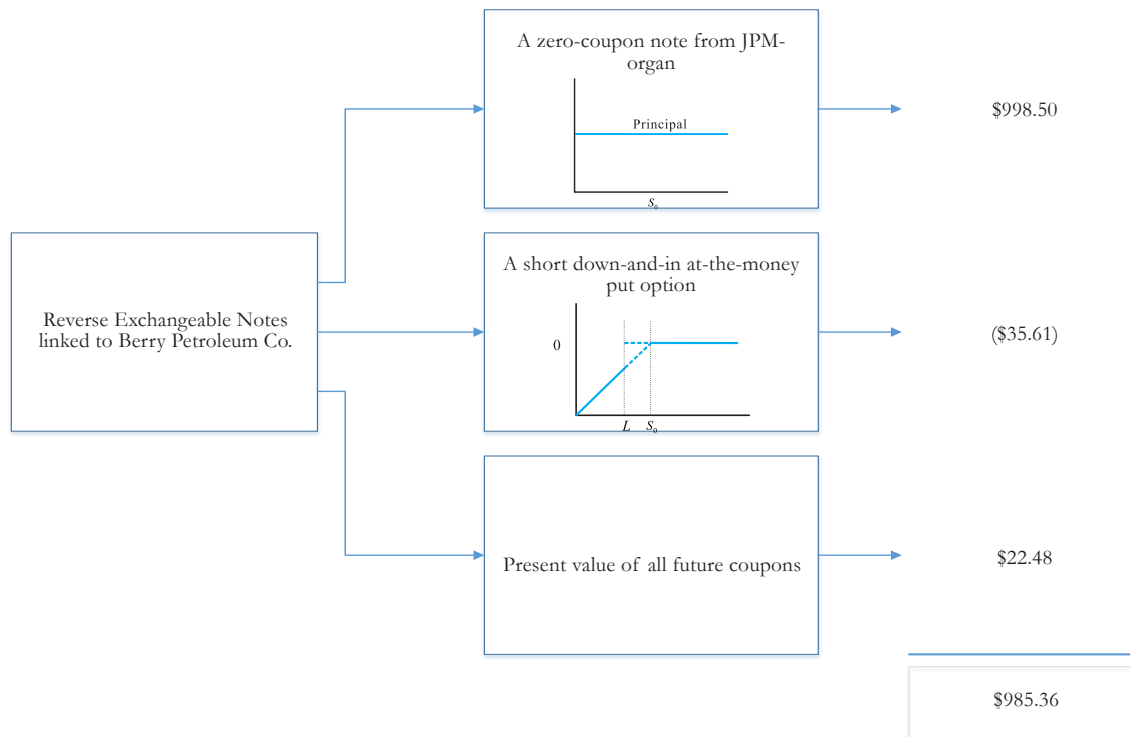 A zero-coupon note from JPM-
organ
Principal
S₀
$998.50
Reverse Exchangeable Notes
linked to Berry Petroleum Co.
A short down-and-in at-the-money
put option
0
L S₀
($35.61)
Present value of all future coupons
$22.48
$985.36